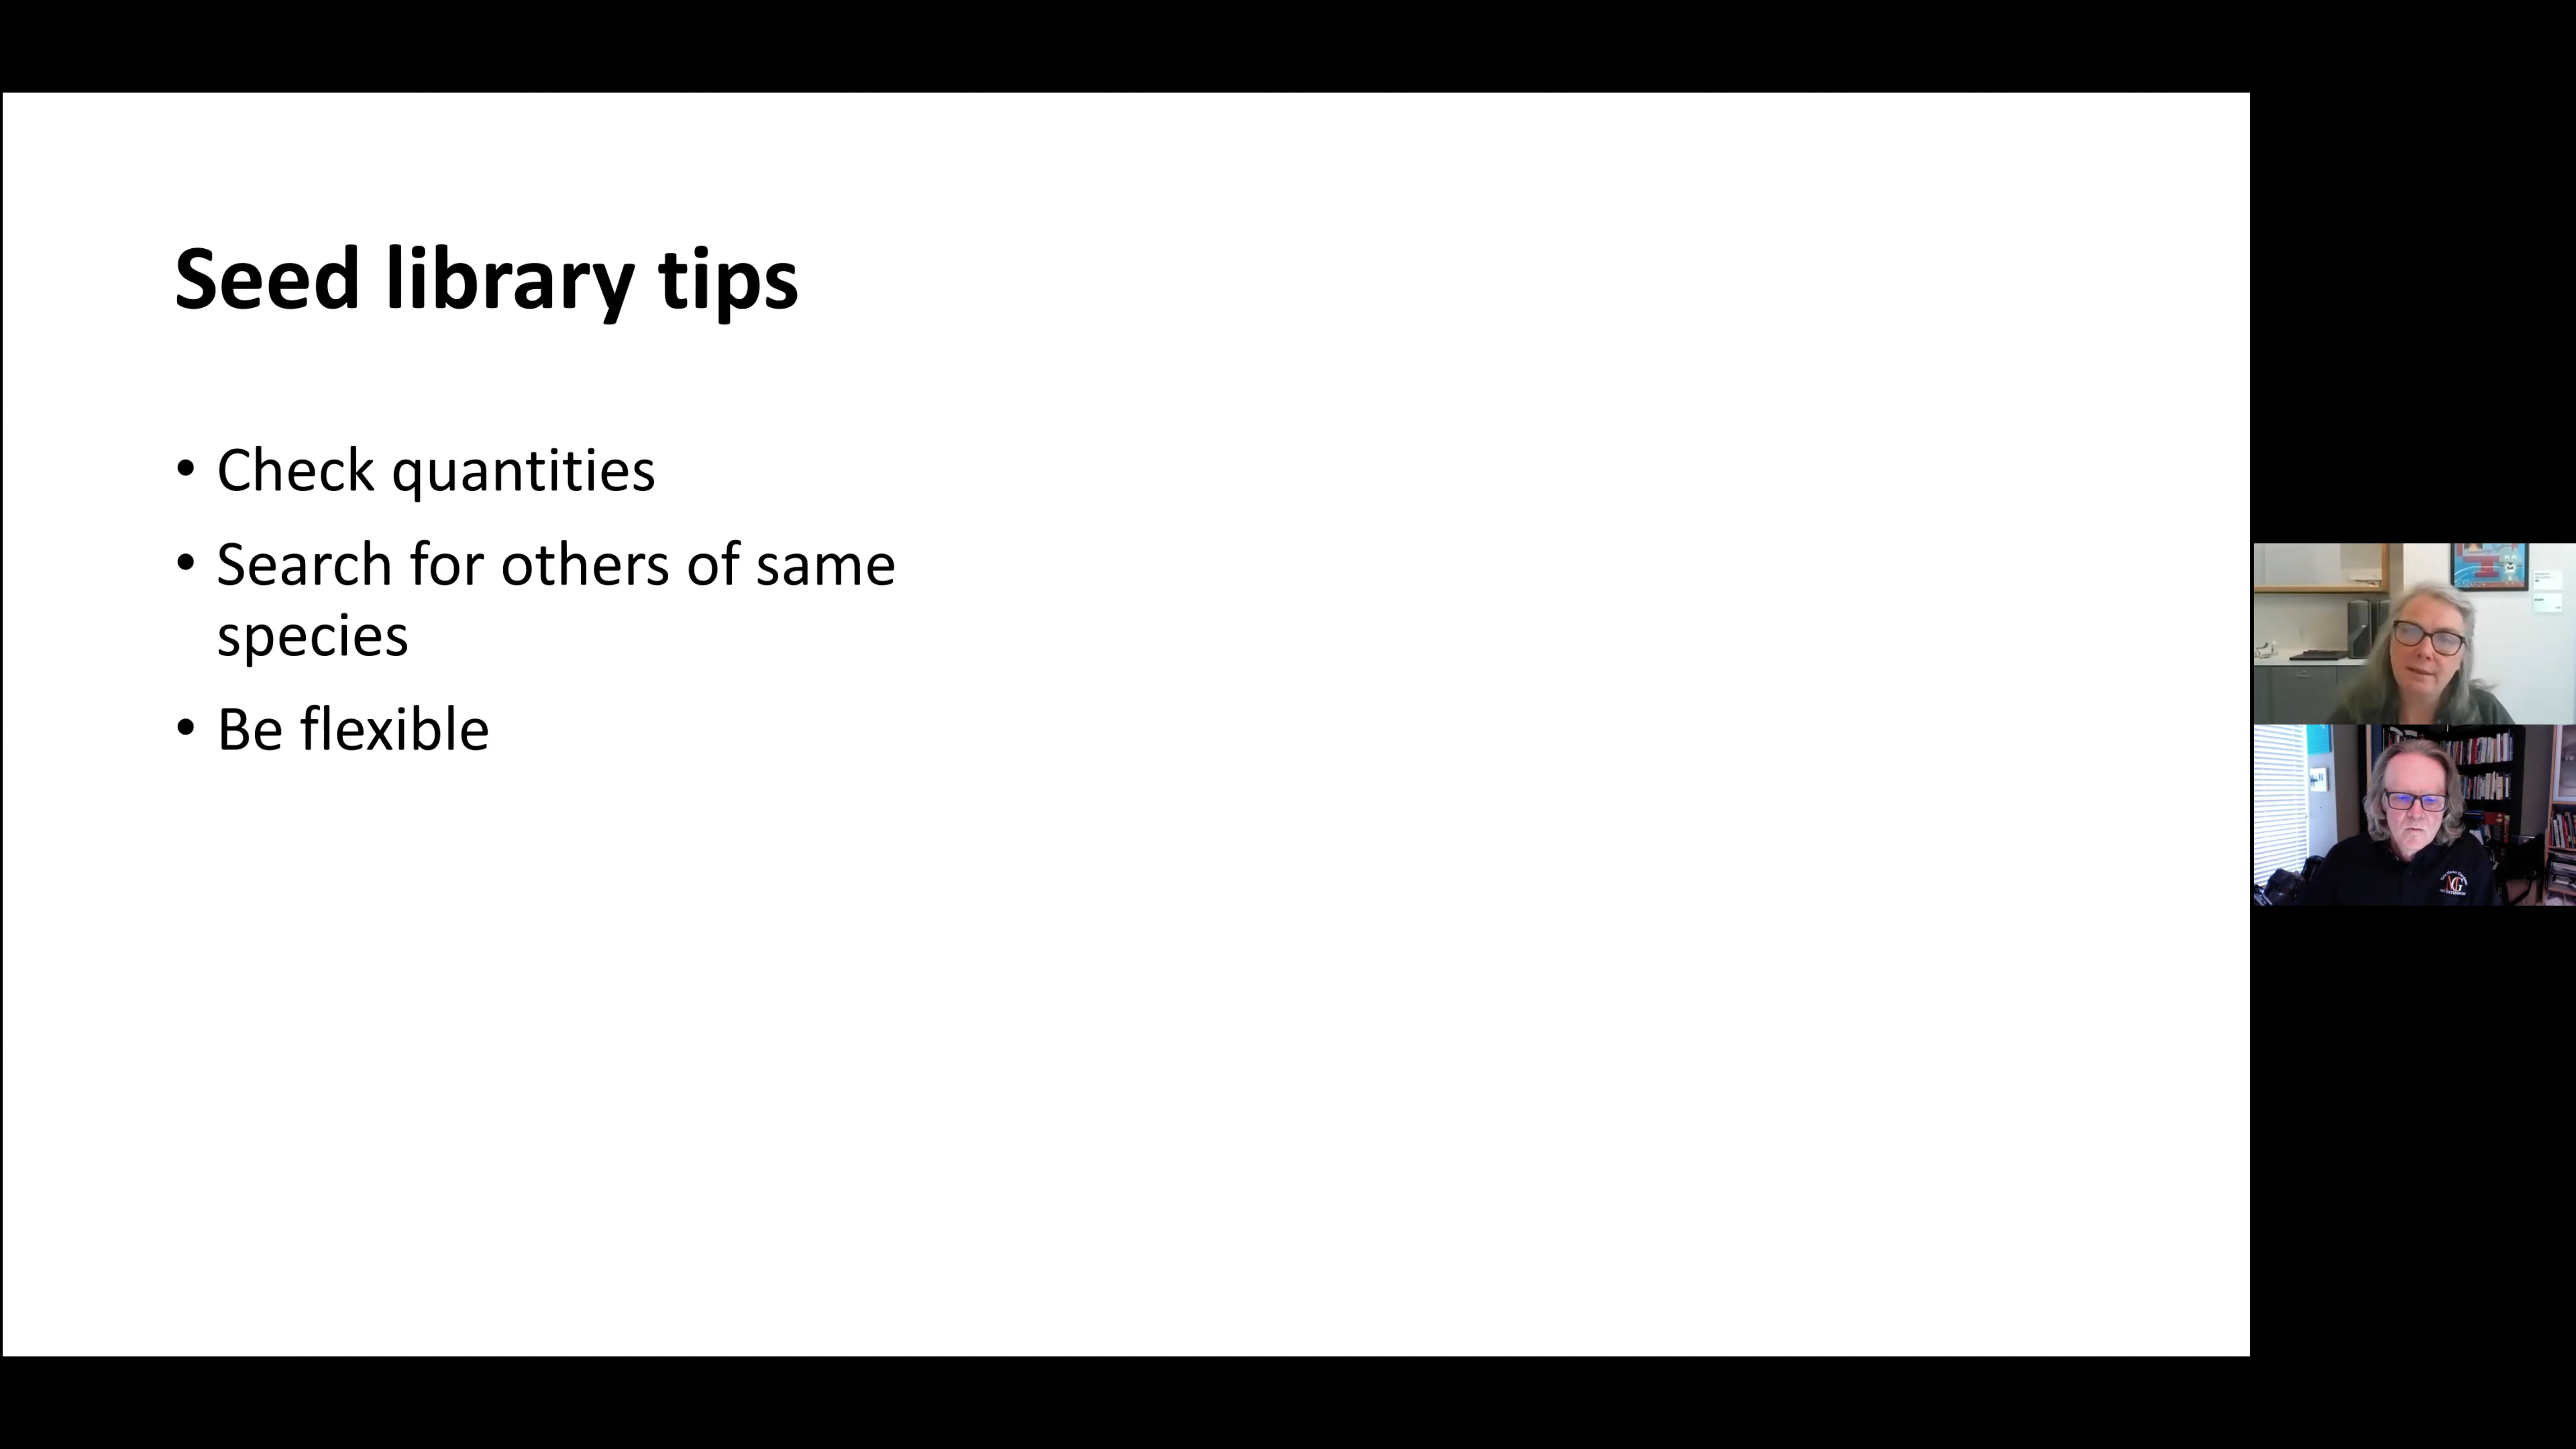 Seed library tips
• Check quantities
• Search for others of same
species
• Be flexible